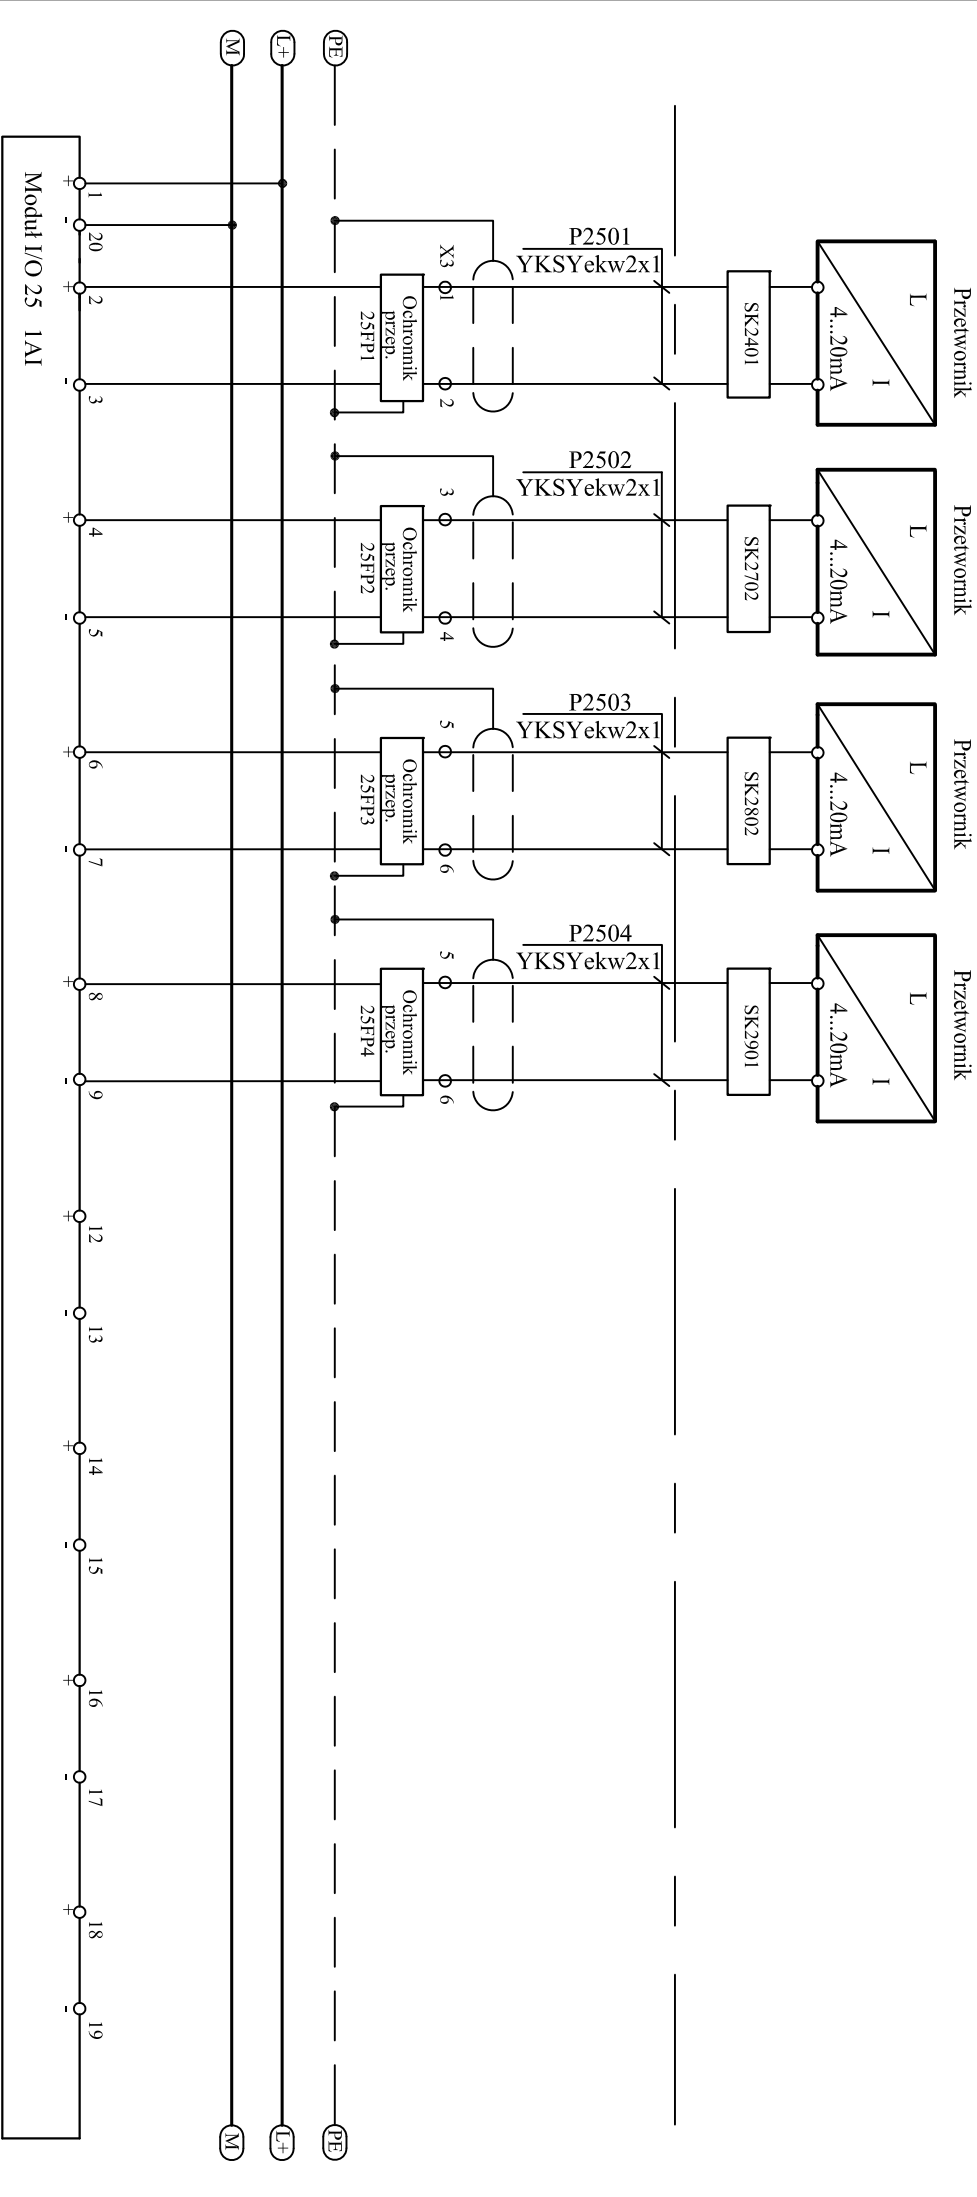 Przetwornik
L
I
4...20mA
SK2401
P2501
YKSYekw2x1
X3
1
2
Ochronnik
przep.
25FP1
Przetwornik
L
I
4...20mA
SK2702
P2502
YKSYekw2x1
3
4
Ochronnik
przep.
25FP2
Przetwornik
L
I
4...20mA
SK2802
P2503
YKSYekw2x1
5
6
Ochronnik
przep.
25FP3
Przetwornik
L
I
4...20mA
SK2901
P2504
YKSYekw2x1
5
6
Ochronnik
przep.
25FP4
PE
PE
L+
L+
M
M
1
20
2
3
4
5
6
7
8
9
12
13
14
15
16
17
18
19
+
-
+
-
+
-
+
-
+
-
+
-
+
-
+
-
+
-
Moduł I/O 25 1AI